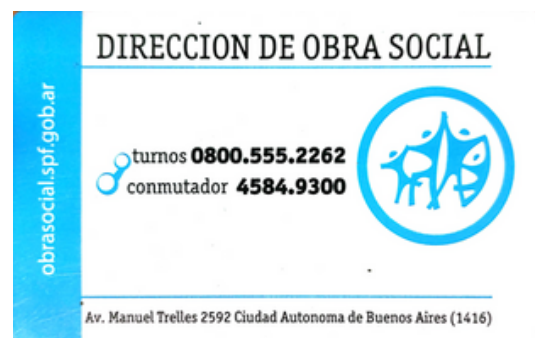 DIRECCION DE OBRA SOCIAL
obrasocial.spf.gob.ar
turnos 0800.555.2262
conmutador 4584.9300
Av. Manuel Trelles 2592 Ciudad Autonoma de Buenos Aires (1416)